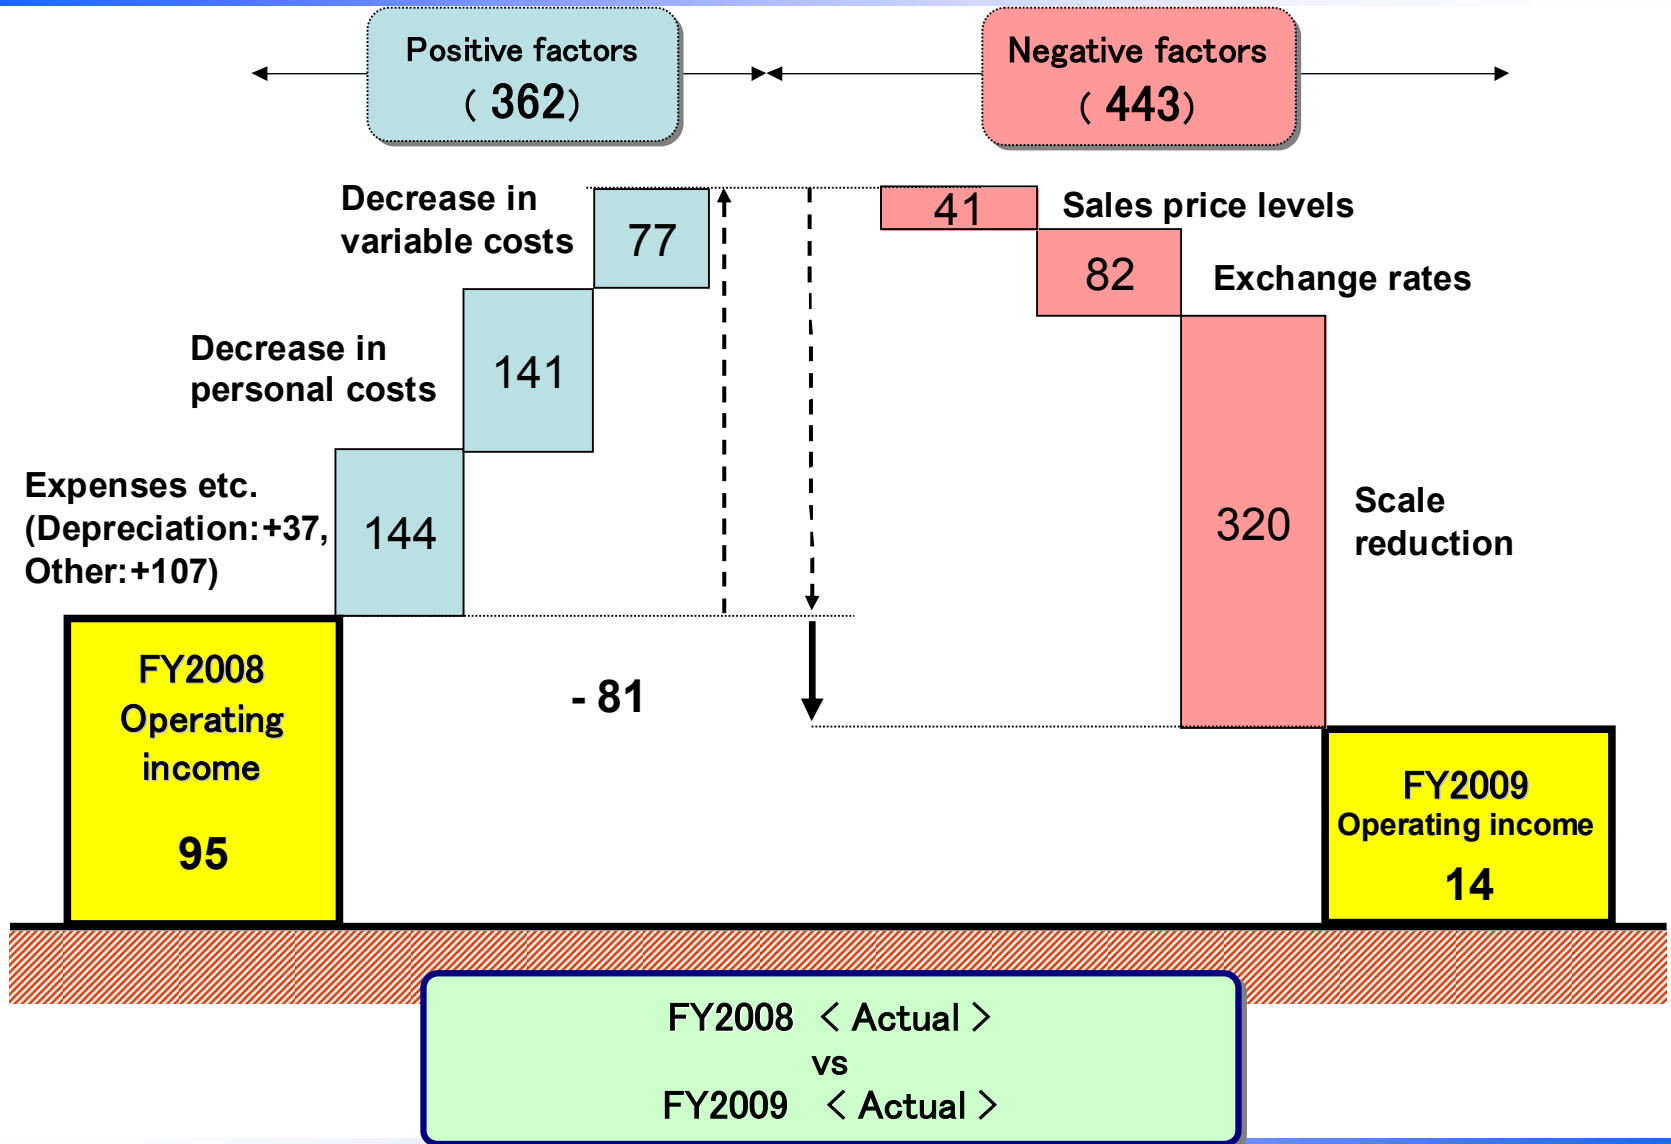 Positive factors
( 362)
Negative factors
( 443)
Decrease in
variable costs
77
41
Sales price levels
82
Exchange rates
Decrease in
personal costs
141
Expenses etc.
(Depreciation:+37,
Other:+107)
144
320
Scale
reduction
FY2008
Operating
income
95
- 81
FY2009
Operating income
14
FY2008 < Actual >
vs
FY2009 < Actual >